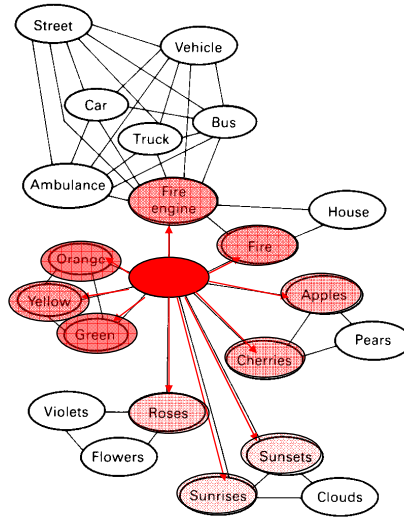 Street
Vehicle
Car
Bus
Truck
Ambulance
Fire
engine
House
Fire
Orange
Apples
Yellow
Green
Pears
Cherries
Violets
Roses
Flowers
Sunsets
Sunrises
Clouds